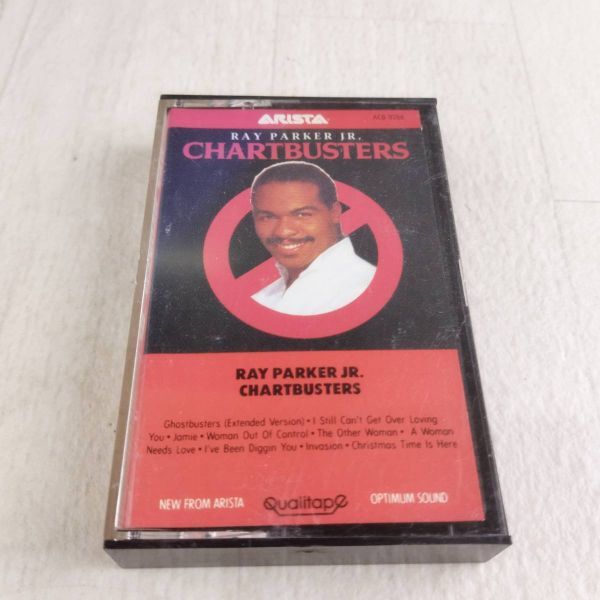 ARISTA
RAY PARKER JR.
CHARTBUSTERS
RAY PARKER JR.
CHARTBUSTERS
Ghostbusters (Extended Version) • I Still Can't Get Over Loving
You • Jamie • Woman Out Of Control • The Other Woman • A Woman
Needs Love • I've Been Diggin You • Invasion • Christmas Time Is Here
NEW FROM ARISTA
Qualitape
OPTIMUM SOUND